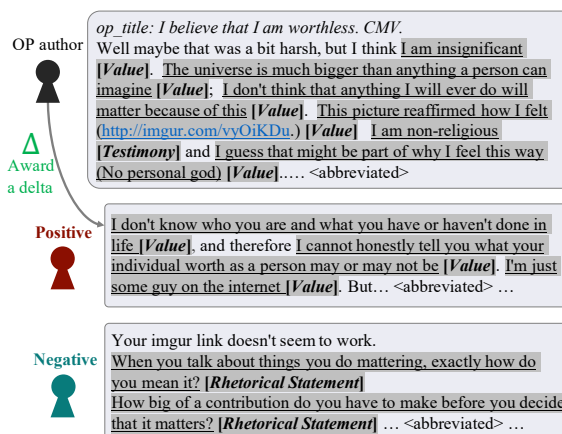 op_title: I believe that I am worthless. CMV.
OP author
Well maybe that was a bit harsh, but I think I am insignificant
[Value]. The universe is much bigger than anything a person can
imagine [Value]; I don't think that anything I will ever do will
matter because of this [Value]. This picture reaffirmed how I felt
(http://imgur.com/vyOiKDu.) [Value] I am non-religious
[Testimony] and I guess that might be part of why I feel this way
(No personal god) [Value]..... <abbreviated>
Δ
Award
a delta
Positive
I don't know who you are and what you have or haven't done in
life [Value], and therefore I cannot honestly tell you what your
individual worth as a person may or may not be [Value]. I'm just
some guy on the internet [Value]. But... <abbreviated> ...
Negative
Your imgur link doesn't seem to work.
When you talk about things you do mattering, exactly how do
you mean it? [Rhetorical Statement]
How big of a contribution do you have to make before you decide
that it matters? [Rhetorical Statement] ... <abbreviated> ...